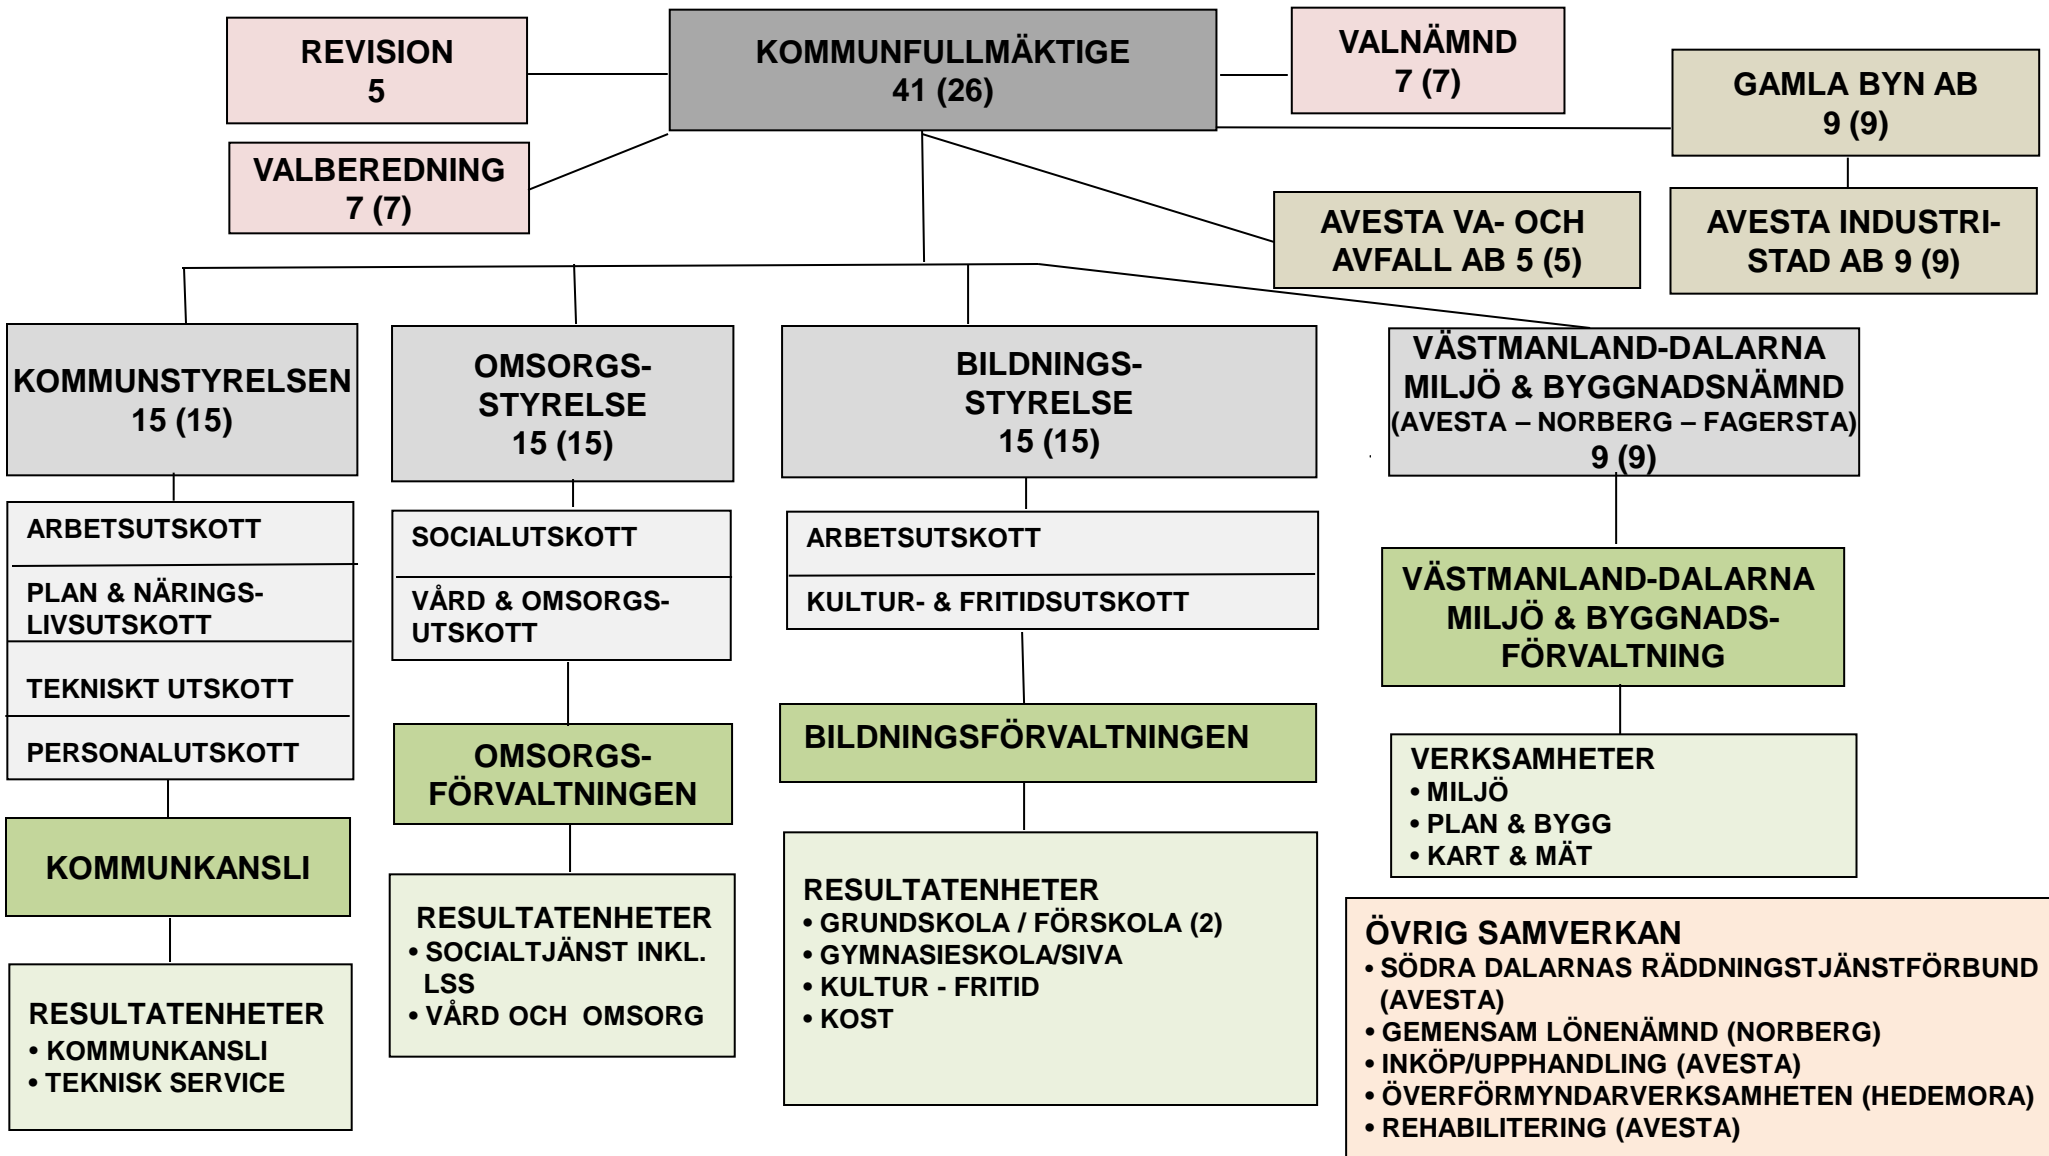 REVISION
5
KOMMUNFULLMÄKTIGE
41 (26)
VALNÄMND
7 (7)
GAMLA BYN AB
9 (9)
VALBEREDNING
7 (7)
AVESTA VA- OCH
AVFALL AB 5 (5)
AVESTA INDUSTRI-
STAD AB 9 (9)
KOMMUNSTYRELSEN
15 (15)
ARBETSUTSKOTT
PLAN & NÄRINGS-
LIVSUTSKOTT
TEKNISKT UTSKOTT
PERSONALUTSKOTT
KOMMUNKANSLI
RESULTATENHETER
• KOMMUNKANSLI
• TEKNISK SERVICE
OMSORGS-
STYRELSE
15 (15)
SOCIALUTSKOTT
VÅRD & OMSORGS-
UTSKOTT
OMSORGS-
FÖRVALTNINGEN
RESULTATENHETER
• SOCIALTJÄNST INKL.
LSS
• VÅRD OCH OMSORG
BILDNINGS-
STYRELSE
15 (15)
ARBETSUTSKOTT
KULTUR- & FRITIDSUTSKOTT
BILDNINGSFÖRVALTNINGEN
RESULTATENHETER
• GRUNDSKOLA / FÖRSKOLA (2)
• GYMNASIESKOLA/SIVA
• KULTUR - FRITID
• KOST
VÄSTMANLAND-DALARNA
MILJÖ & BYGGNADSNÄMND
(AVESTA – NORBERG – FAGERSTA)
9 (9)
VÄSTMANLAND-DALARNA
MILJÖ & BYGGNADS-
FÖRVALTNING
VERKSAMHETER
• MILJÖ
• PLAN & BYGG
• KART & MÄT
ÖVRIG SAMVERKAN
• SÖDRA DALARNAS RÄDDNINGSTJÄNSTFÖRBUND
(AVESTA)
• GEMENSAM LÖNENÄMND (NORBERG)
• INKÖP/UPPHANDLING (AVESTA)
• ÖVERFÖRMYNDARVERKSAMHETEN (HEDEMORA)
• REHABILITERING (AVESTA)